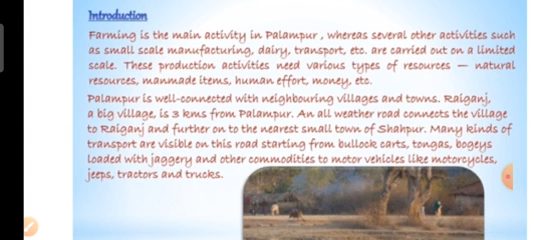 Introduction
Farming is the main activity in Palampur , whereas several other activities such
as small scale manufacturing, dairy, transport, etc. are carried out on a limited
scale. These production activities need various types of resources — natural
resources, manmade items, human effort, money, etc.
Palampur is well-connected with neighbouring villages and towns. Raiganj,
a big village, is 3 kms from Palampur. An all weather road connects the village
to Raiganj and further on to the nearest small town of Shahpur. Many kinds of
transport are visible on this road starting from bullock carts, tongas, bogeys
loaded with jaggery and other commodities to motor vehicles like motorcycles,
jeeps, tractors and trucks.